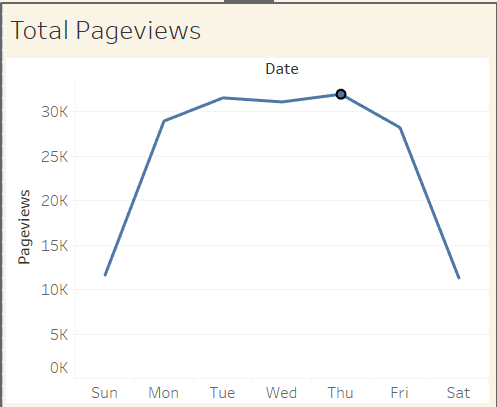 Total Pageviews
Date
Pageviews
30K
25K
20K
15K
10K
5K
0K
Sun Mon Tue Wed Thu Fri Sat